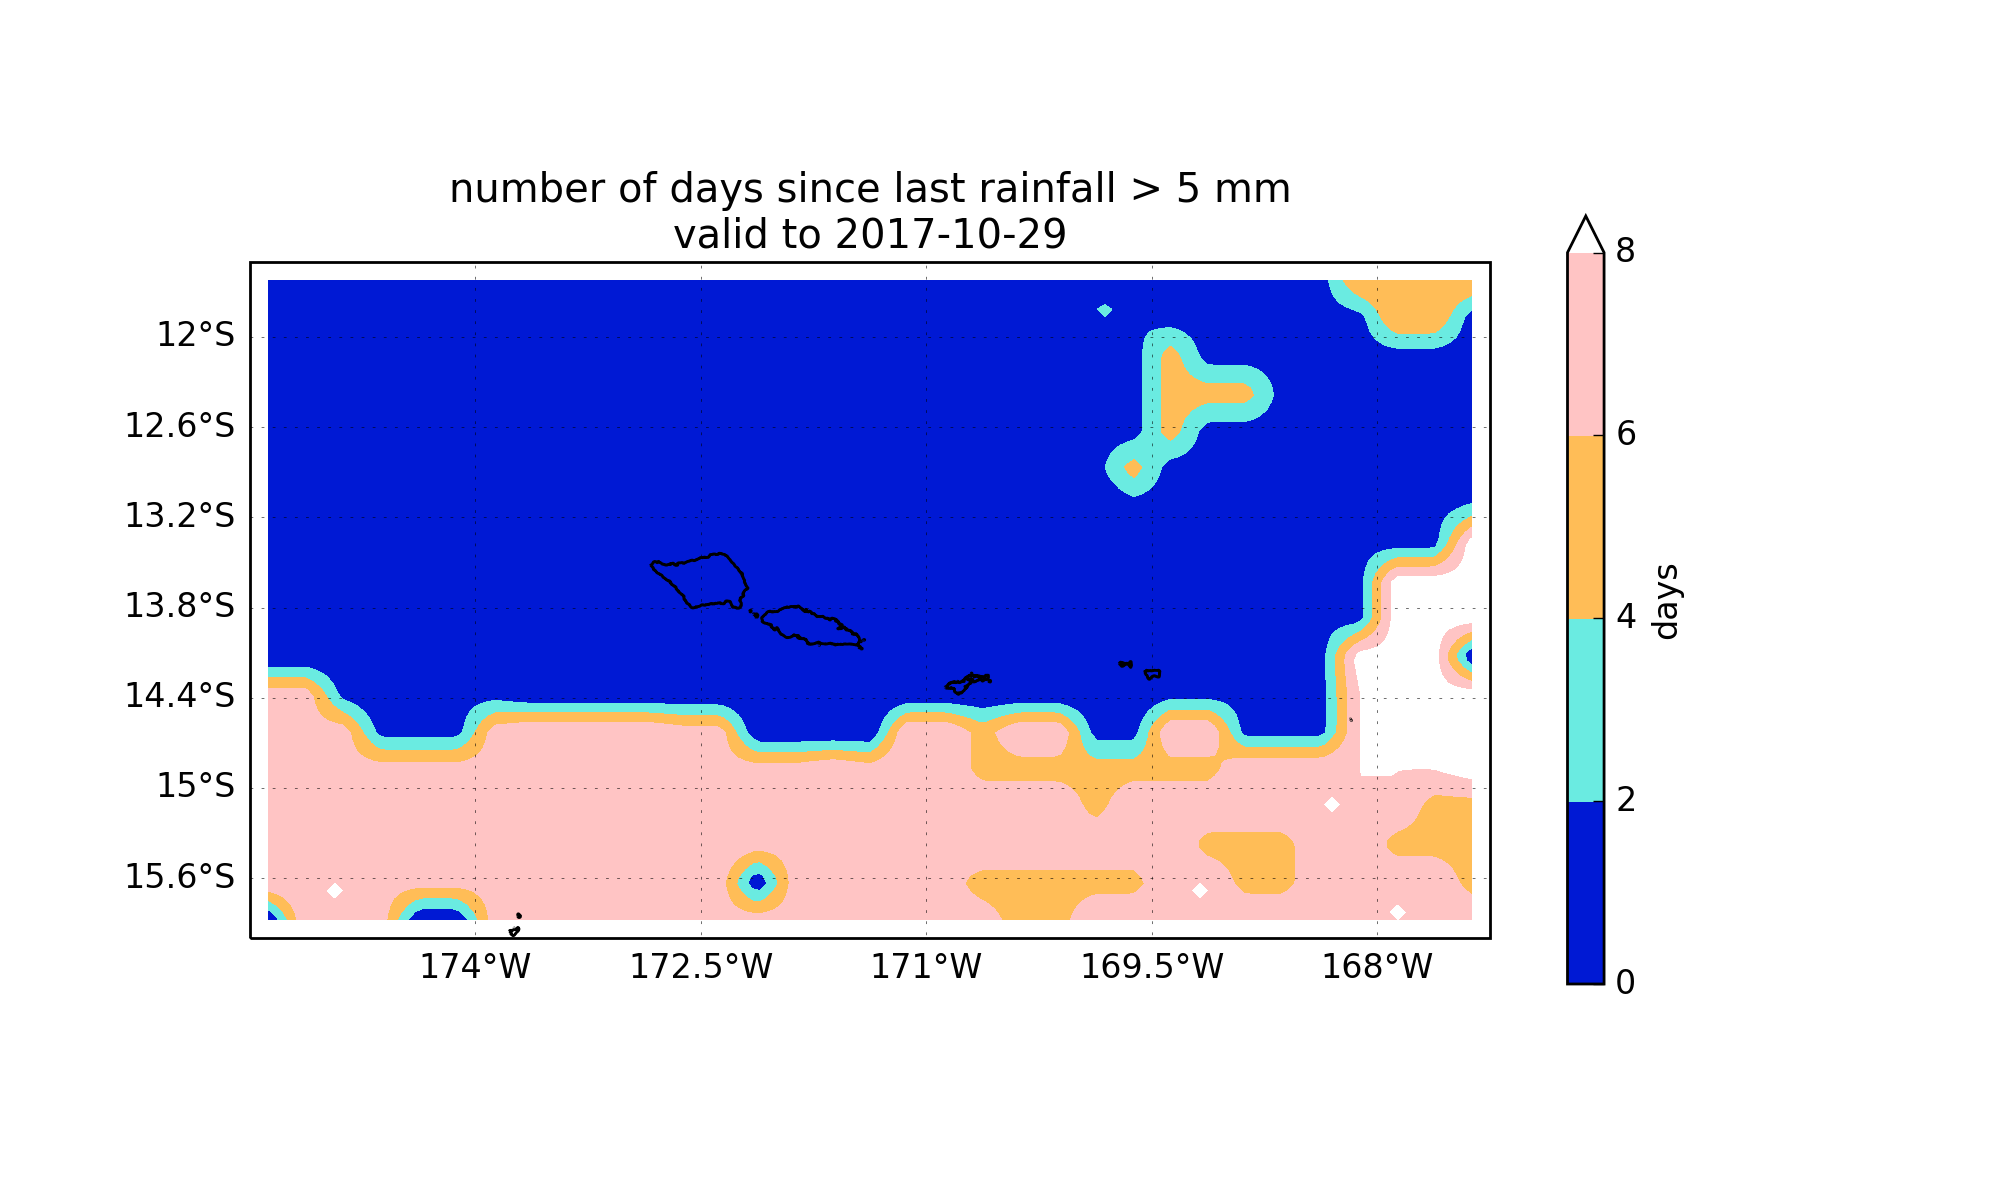 number of days since last rainfall > 5 mm
valid to 2017-10-29
12°S
12.6°S
13.2°S
13.8°S
14.4°S
15°S
15.6°S
174°W
172.5°W
171°W
169.5°W
168°W
8
6
4
2
0
days